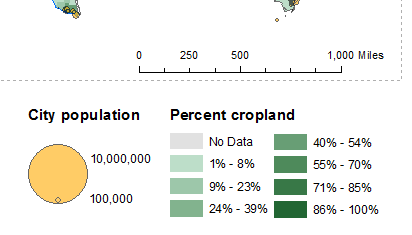 0 250 500 1,000 Miles
City population
10,000,000
100,000
Percent cropland
No Data
1% - 8%
9% - 23%
24% - 39%
40% - 54%
55% - 70%
71% - 85%
86% - 100%